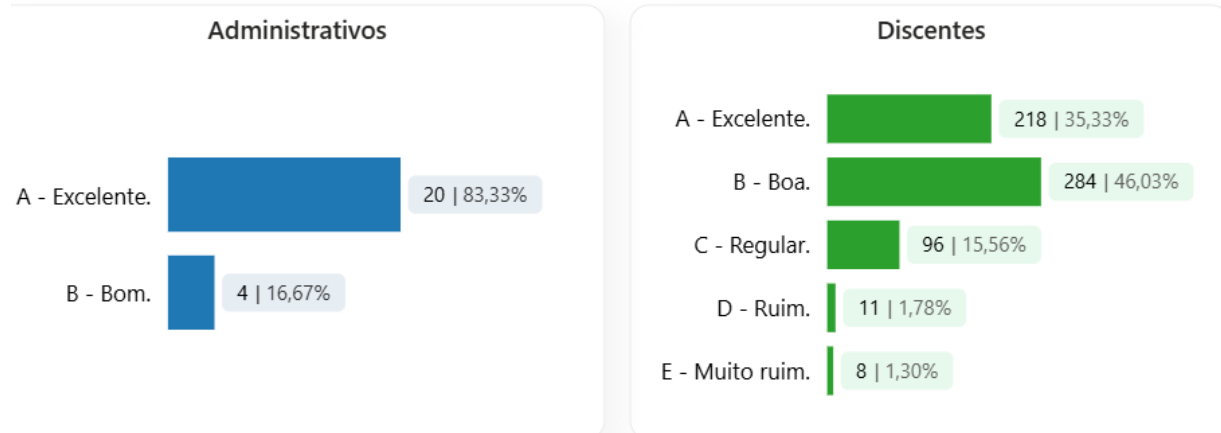 Administrativos
A - Excelente.
20 | 83,33%
B - Bom.
4 | 16,67%
Discentes
A - Excelente.
218 | 35,33%
B - Boa.
284 | 46,03%
C - Regular.
96 | 15,56%
D - Ruim.
11 | 1,78%
E - Muito ruim.
8 | 1,30%